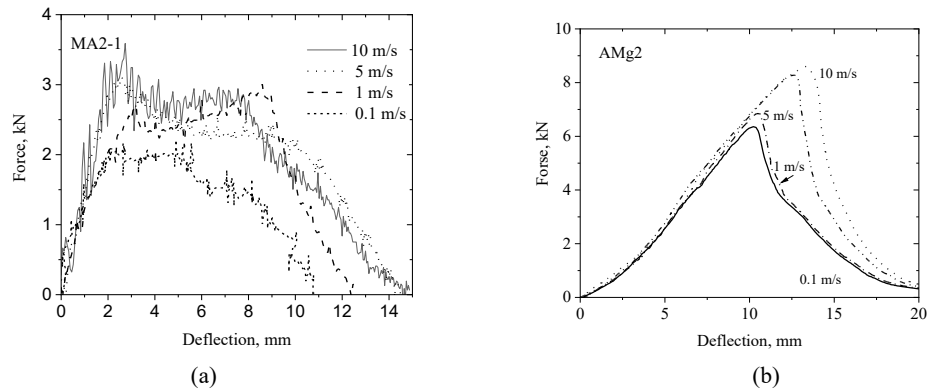 MA2-1
10 m/s
5 m/s
1 m/s
0.1 m/s
4
3
2
1
0
Force, kN
0 2 4 6 8 10 12 14
Deflection, mm
(a)
AMg2
10 m/s
5 m/s
1 m/s
0.1 m/s
10
8
6
4
2
0
Forse, kN
0 5 10 15 20
Deflection, mm
(b)